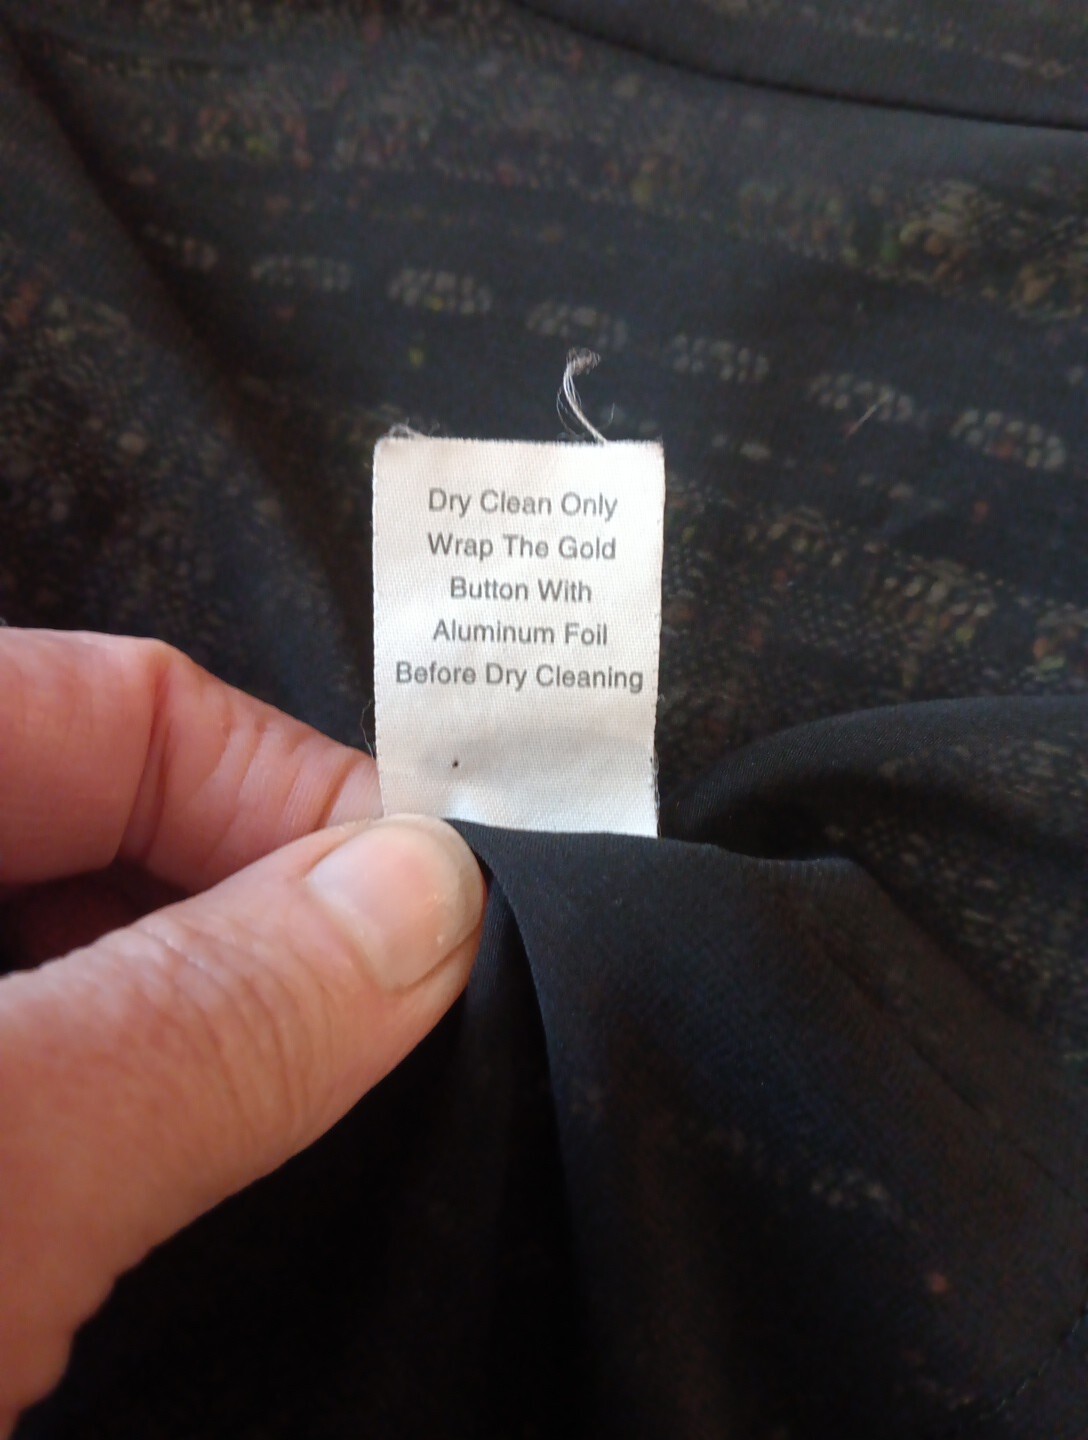 Dry Clean Only
Wrap The Gold
Button With
Aluminum Foil
Before Dry Cleaning